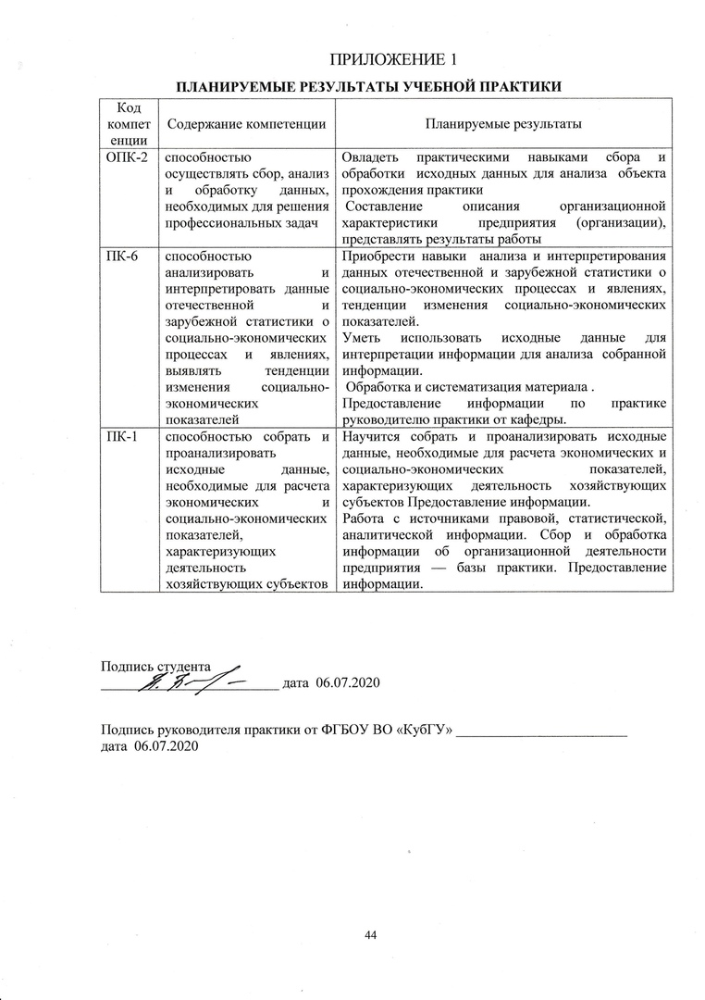 ПРИЛОЖЕНИЕ 1
ПЛАНИРУЕМЫЕ РЕЗУЛЬТАТЫ УЧЕБНОЙ ПРАКТИКИ
Код
компет
енции
Содержание компетенции
Планируемые результаты
ОПК-2
способностью
осуществлять сбор, анализ
и обработку данных,
необходимых для решения
профессиональных задач
Овладеть практическими навыками сбора и
обработки исходных данных для анализа объекта
прохождения практики
Составление описания организационной
характеристики предприятия (организации),
представлять результаты работы
ПК-6
способностью
анализировать и
интерпретировать данные
отечественной и
зарубежной статистики о
социально-экономических
процессах и явлениях,
выявлять тенденции
изменения социально-
экономических
показателей
Приобрести навыки анализа и интерпретирования
данных отечественной и зарубежной статистики о
социально-экономических процессах и явлениях,
тенденции изменения социально-экономических
показателей.
Уметь использовать исходные данные для
интерпретации информации для анализа собранной
информации.
Обработка и систематизация материала .
Предоставление информации по практике
руководителю практики от кафедры.
ПК-1
способностью собрать и
проанализировать
исходные данные,
необходимые для расчета
экономических и
социально-экономических
показателей,
характеризующих
деятельность
хозяйствующих субъектов
Научится собрать и проанализировать исходные
данные, необходимые для расчета экономических и
социально-экономических показателей,
характеризующих деятельность хозяйствующих
субъектов Предоставление информации.
Работа с источниками правовой, статистической,
аналитической информации. Сбор и обработка
информации об организационной деятельности
предприятия — базы практики. Предоставление
информации.
Подпись студента
дата 06.07.2020
Подпись руководителя практики от ФГБОУ ВО «КубГУ»
дата 06.07.2020
44